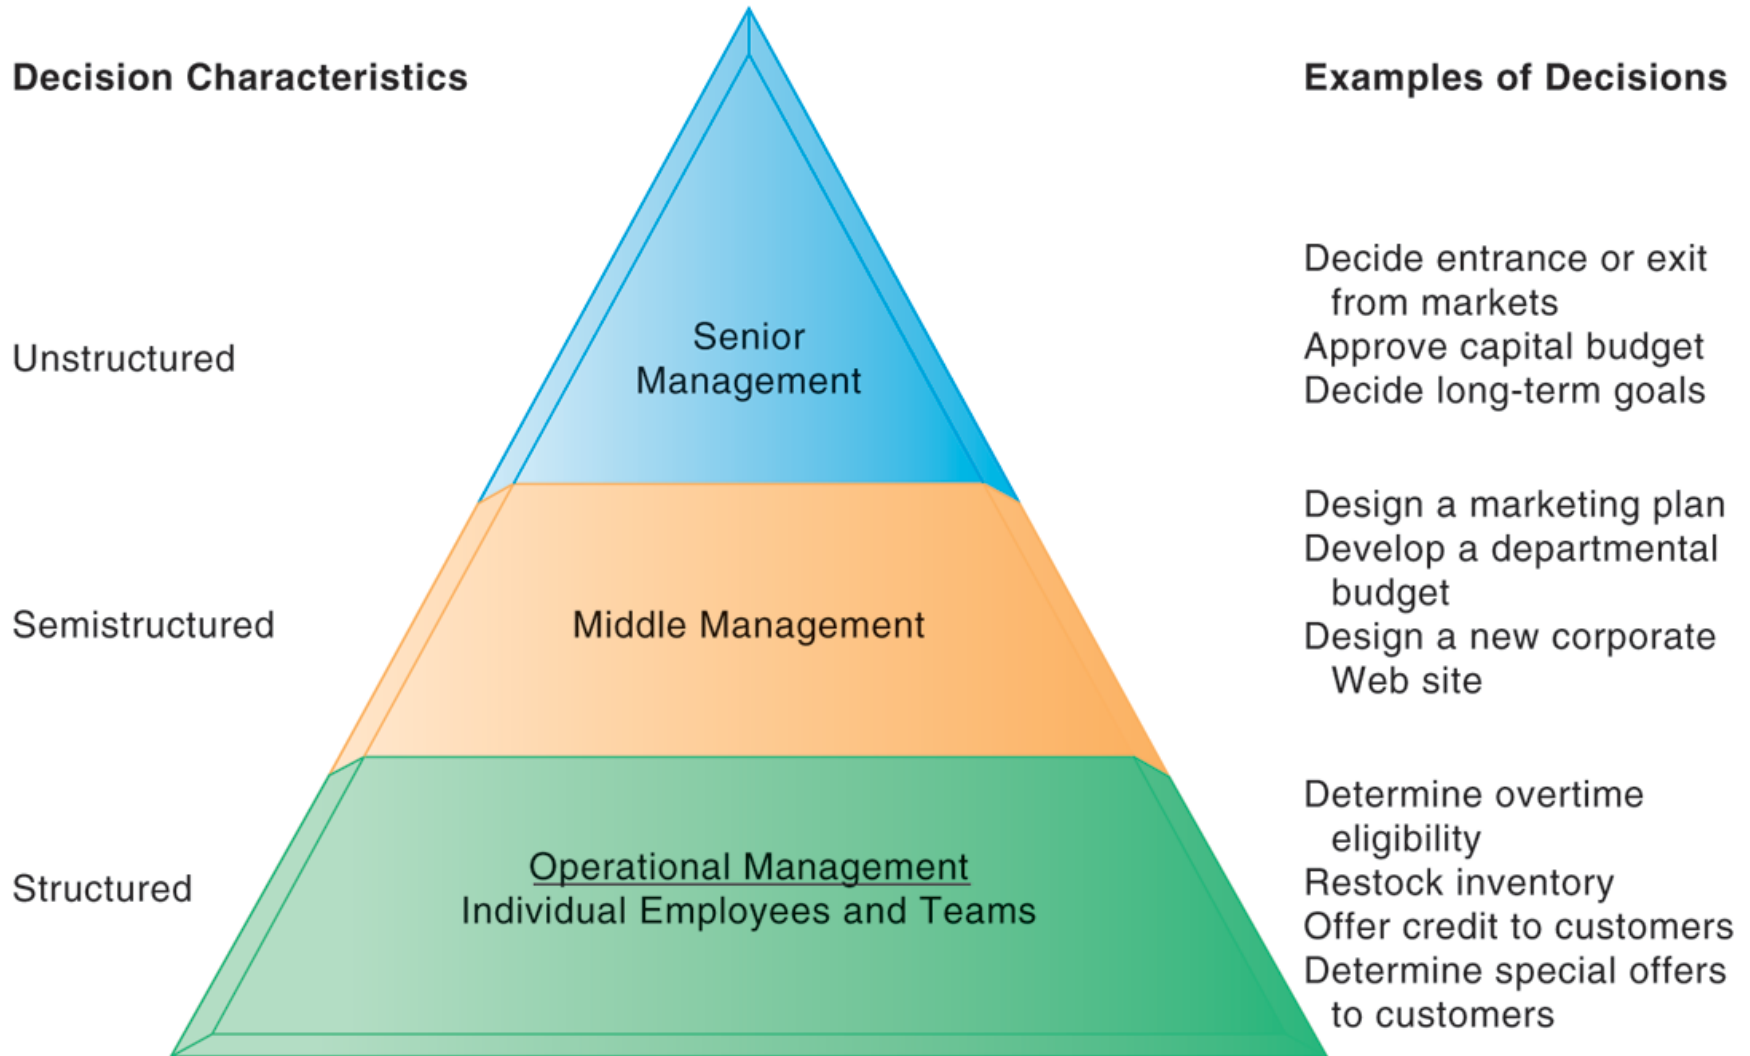 Decision Characteristics
Examples of Decisions
Unstructured
Senior
Management
Decide entrance or exit
from markets
Approve capital budget
Decide long-term goals
Semistructured
Middle Management
Design a marketing plan
Develop a departmental
budget
Design a new corporate
Web site
Structured
Operational Management
Individual Employees and Teams
Determine overtime
eligibility
Restock inventory
Offer credit to customers
Determine special offers
to customers